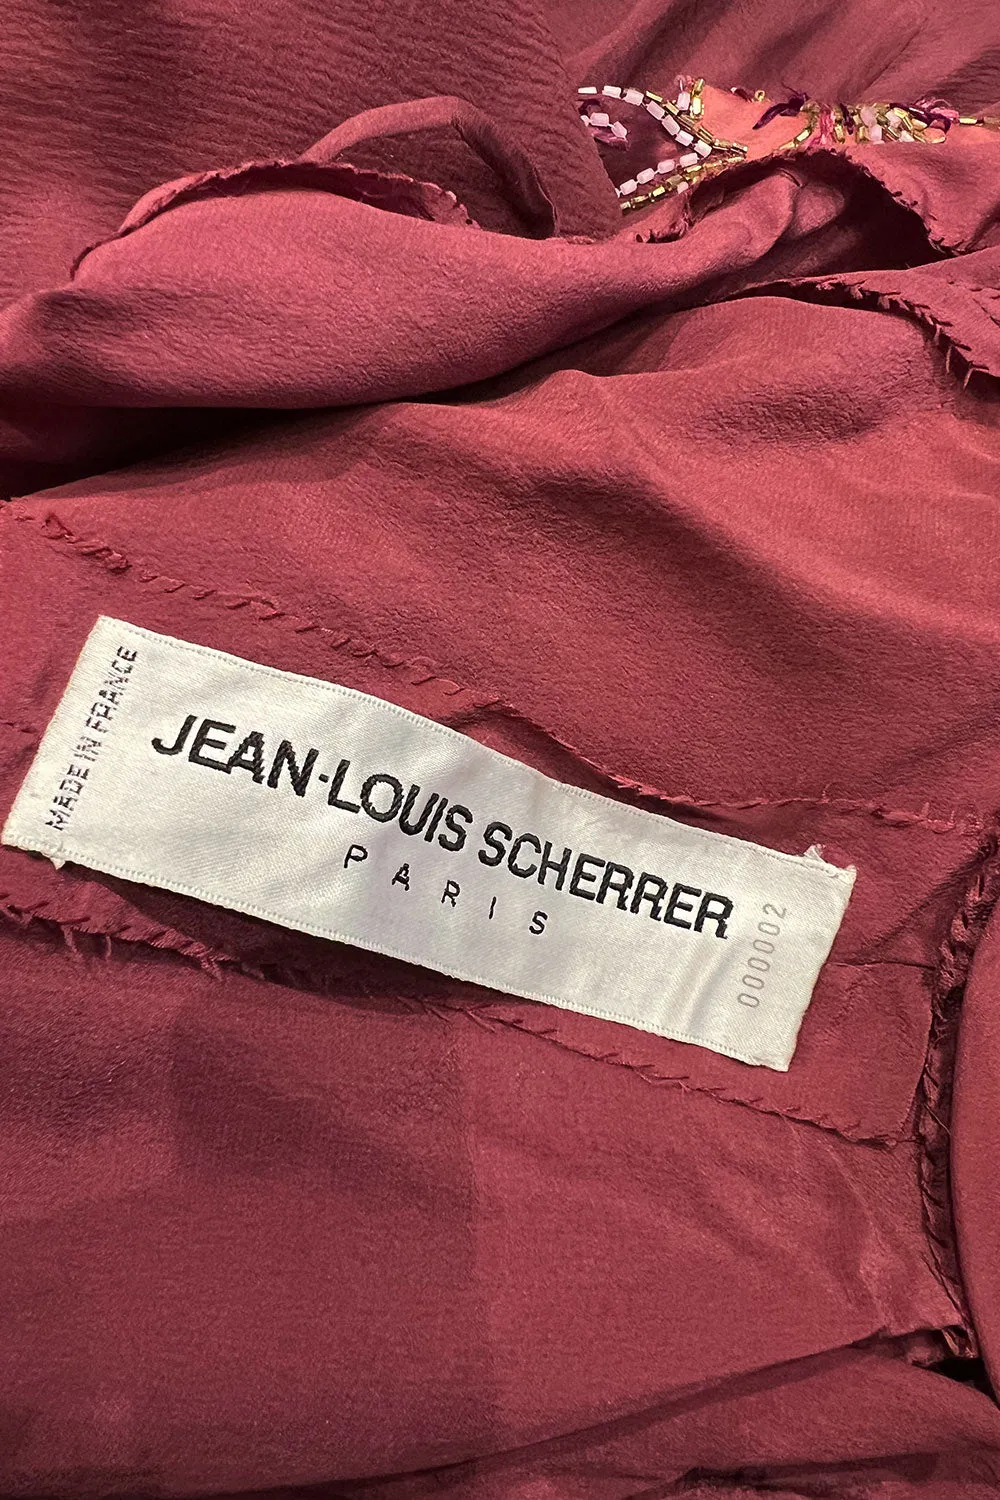 MADE IN FRANCE
JEAN-LOUIS SCHERRER
PARIS
000002